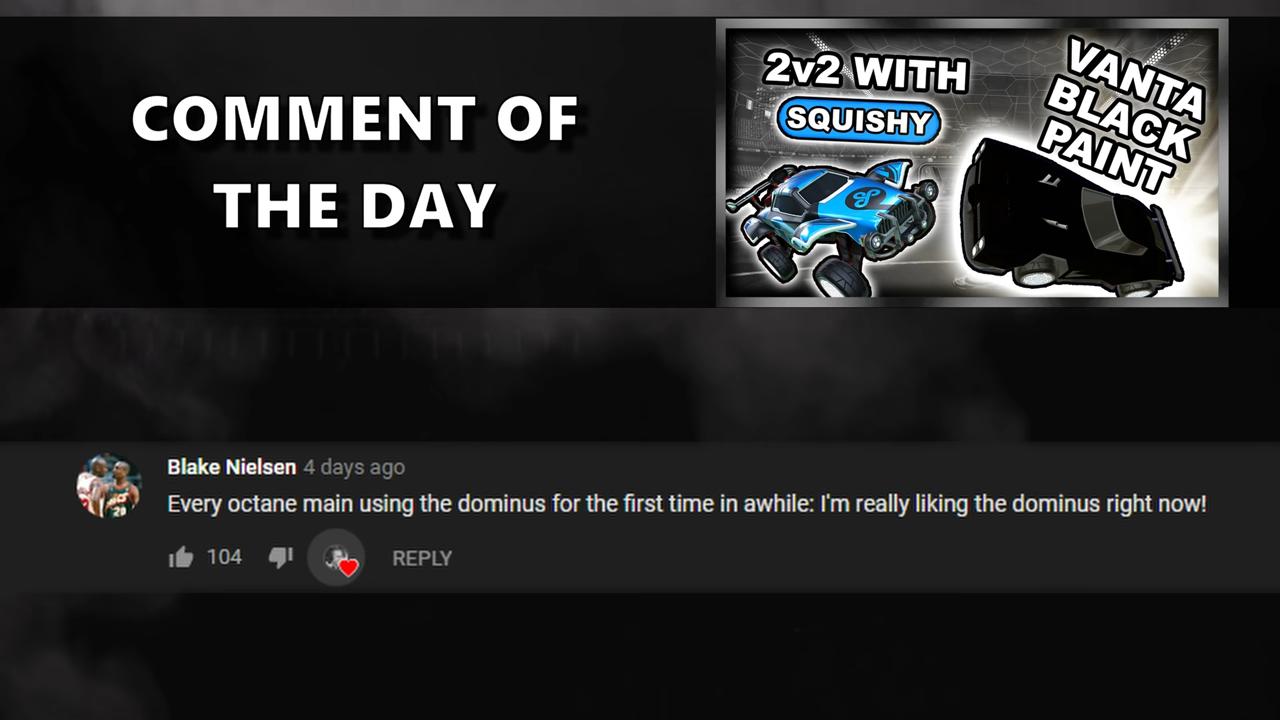 COMMENT OF
THE DAY
2v2 WITH
SQUISHY
VANTA
BLACK
PAINT
Blake Nielsen 4 days ago
Every octane main using the dominus for the first time in awhile: I'm really liking the dominus right now!
104 REPLY